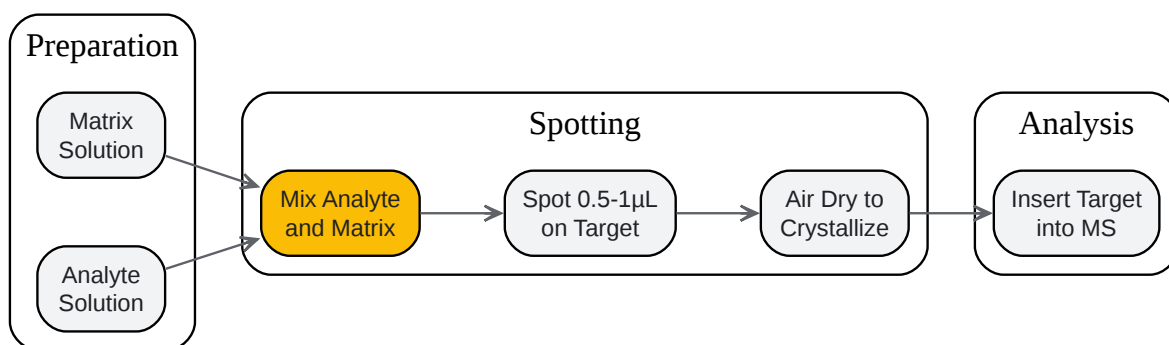 Preparation
Matrix
Solution
Analyte
Solution
Spotting
Mix Analyte
and Matrix
Spot 0.5-1µL
on Target
Air Dry to
Crystallize
Analysis
Insert Target
into MS